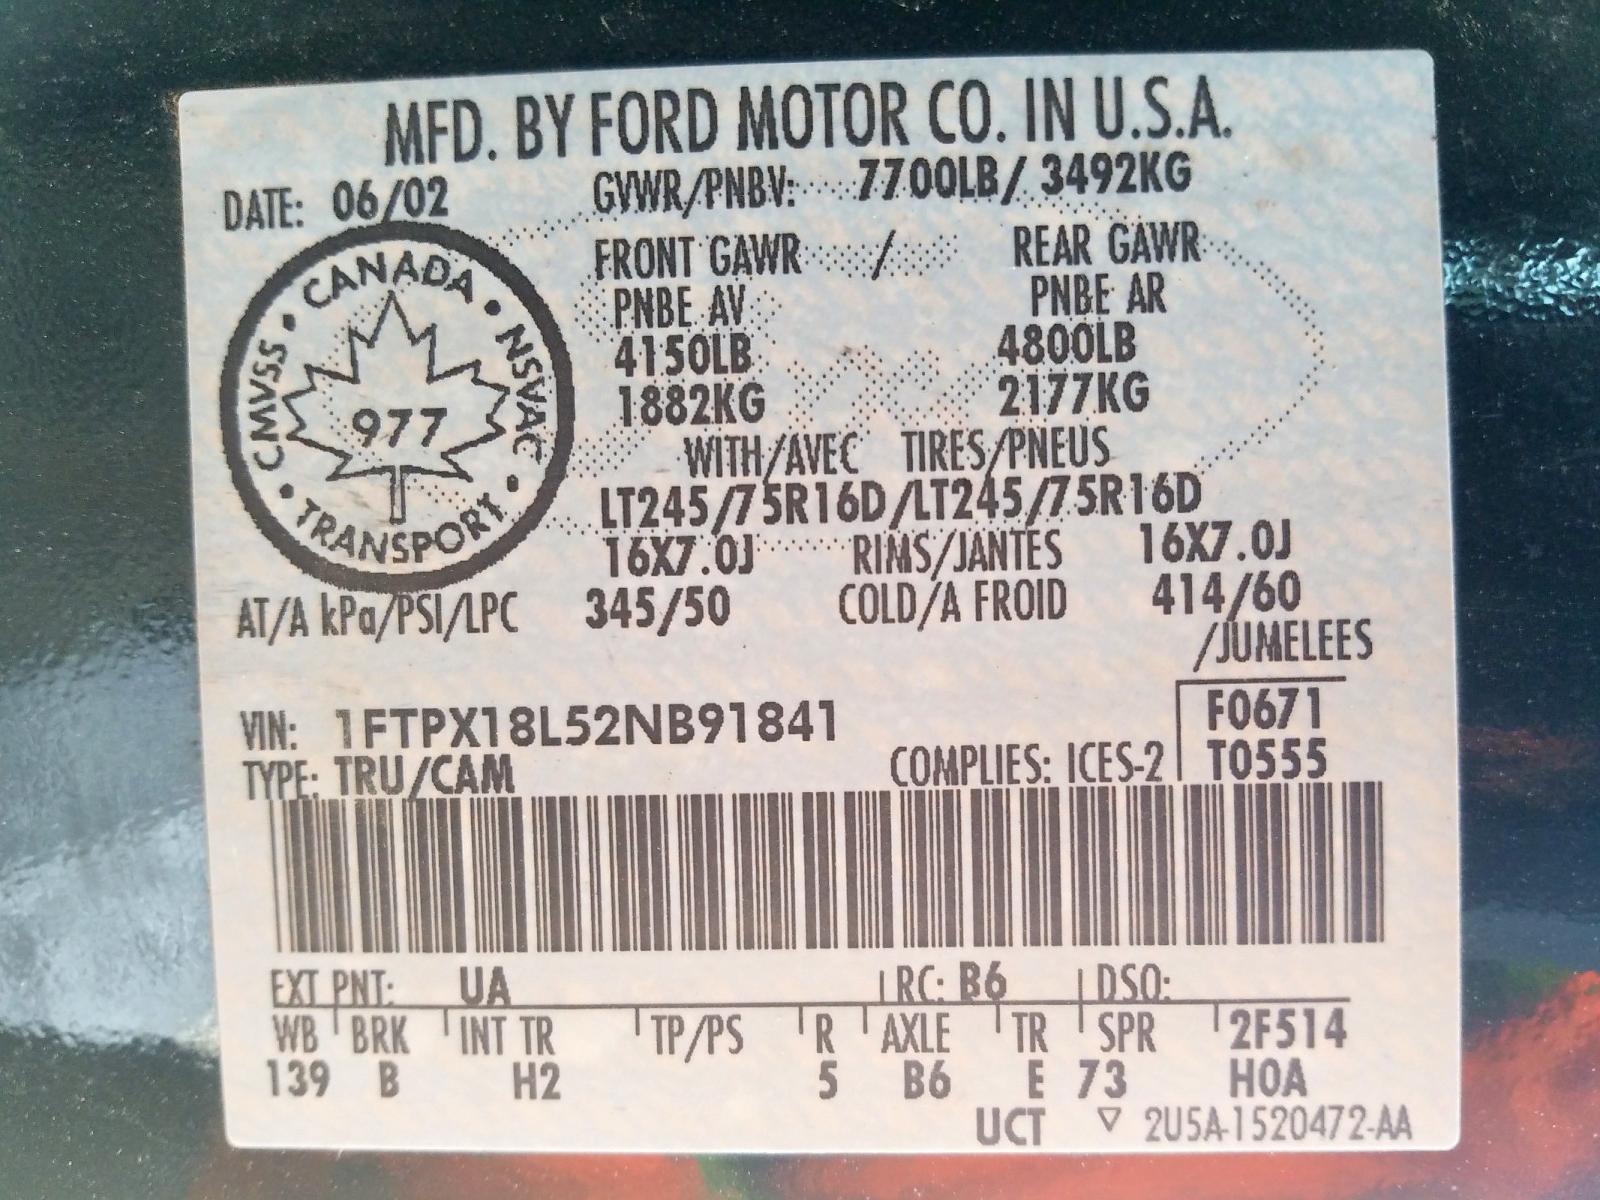 MFD. BY FORD MOTOR CO. IN U.S.A.
DATE: 06/02 GVWR/PNBV: 7700LB/ 3492KG
CANADA • NSVAC • TRANSPORT • CMVSS •
977
FRONT GAWR / REAR GAWR
PNBE AV PNBE AR
4150LB 4800LB
1882KG 2177KG
WITH/AVEC TIRES/PNEUS
LT245/75R16D/LT245/75R16D
16X7.0J RIMS/JANTES 16X7.0J
AT/A kPa/PSI/LPC 345/50 COLD/A FROID 414/60
/JUMELEES
VIN: 1FTPX18L52NB91841 F0671
TYPE: TRU/CAM COMPLIES: ICES-2 T0555
EXT PNT: UA RC: B6 DSO:
WB BRK INT TR TP/PS R AXLE TR SPR 2F514
139 B H2 5 B6 E 73 H0A
UCT ▽ 2U5A-1520472-AA